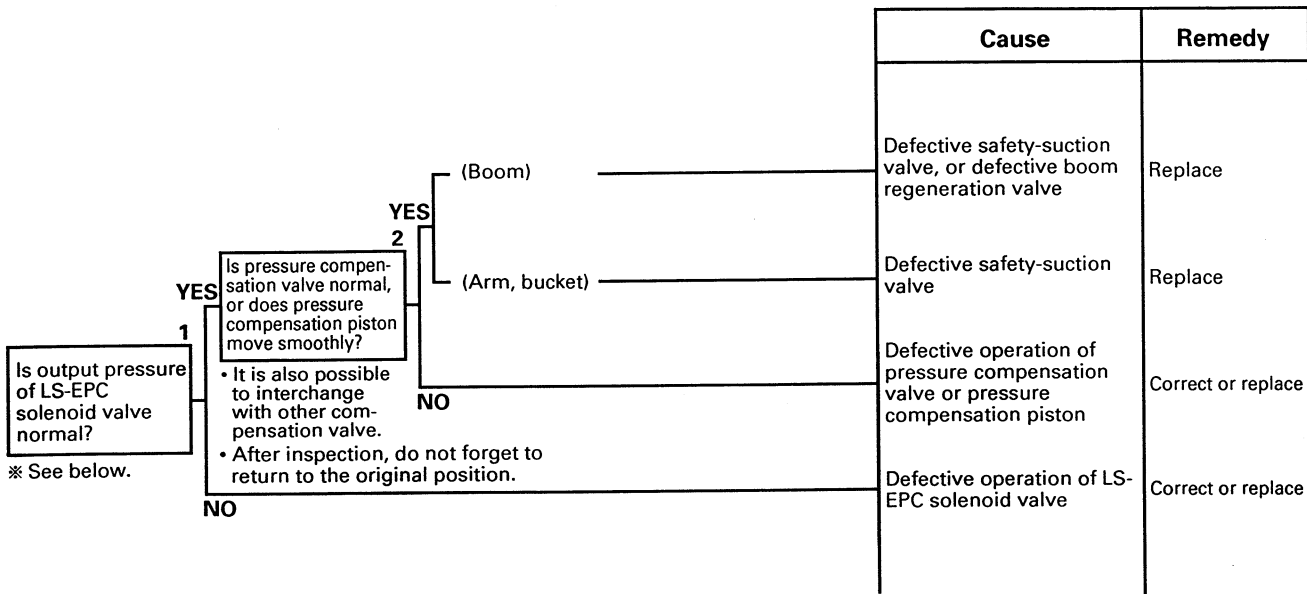 Cause
Remedy
Defective safety-suction
valve, or defective boom
regeneration valve
Replace
(Boom)
YES
2
Is pressure compen-
sation valve normal,
or does pressure
compensation piston
move smoothly?
(Arm, bucket)
Defective safety-suction
valve
Replace
YES
1
Is output pressure
of LS-EPC
solenoid valve
normal?
※ See below.
• It is also possible
to interchange
with other com-
pensation valve.
• After inspection, do not forget to
return to the original position.
NO
Defective operation of
pressure compensation
valve or pressure
compensation piston
Correct or replace
NO
Defective operation of LS-
EPC solenoid valve
Correct or replace